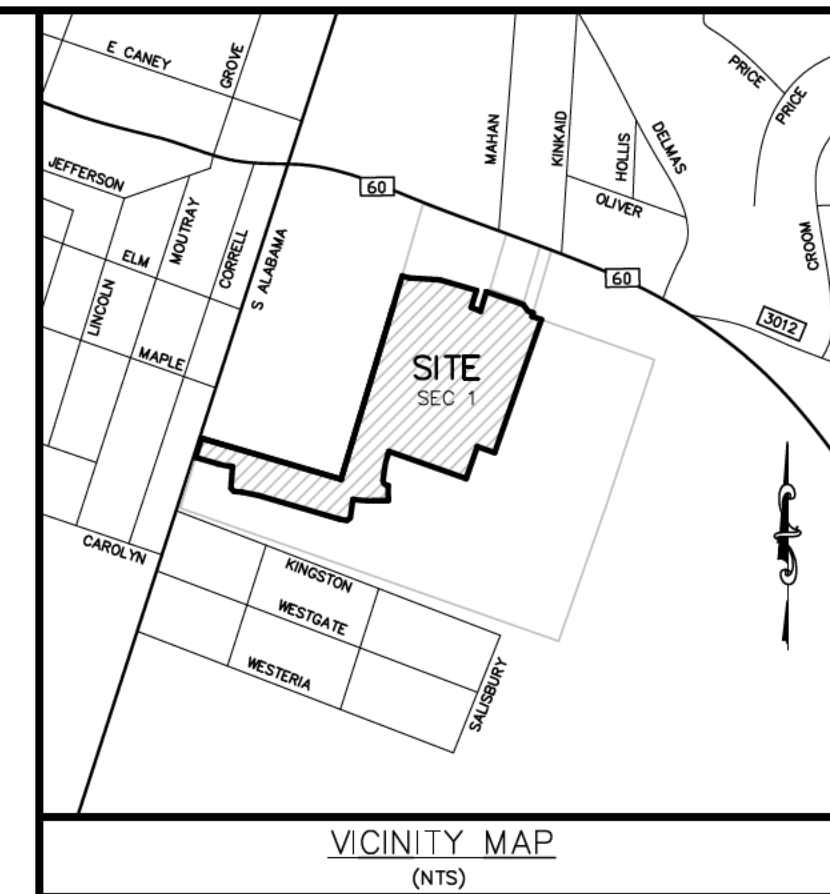 E CANEY
GROVE
PRICE
PRICE
MAHAN
KINKAID
HOLLIS
DELMAS
JEFFERSON
60
OLIVER
MOUTRAY
CORRELL
S ALABAMA
CROOM
ELM
60
LINCOLN
3012
MAPLE
SITE
SEC 1
CAROLYN
KINGSTON
WESTGATE
WESTERIA
SALISBURY
VICINITY MAP
(NTS)